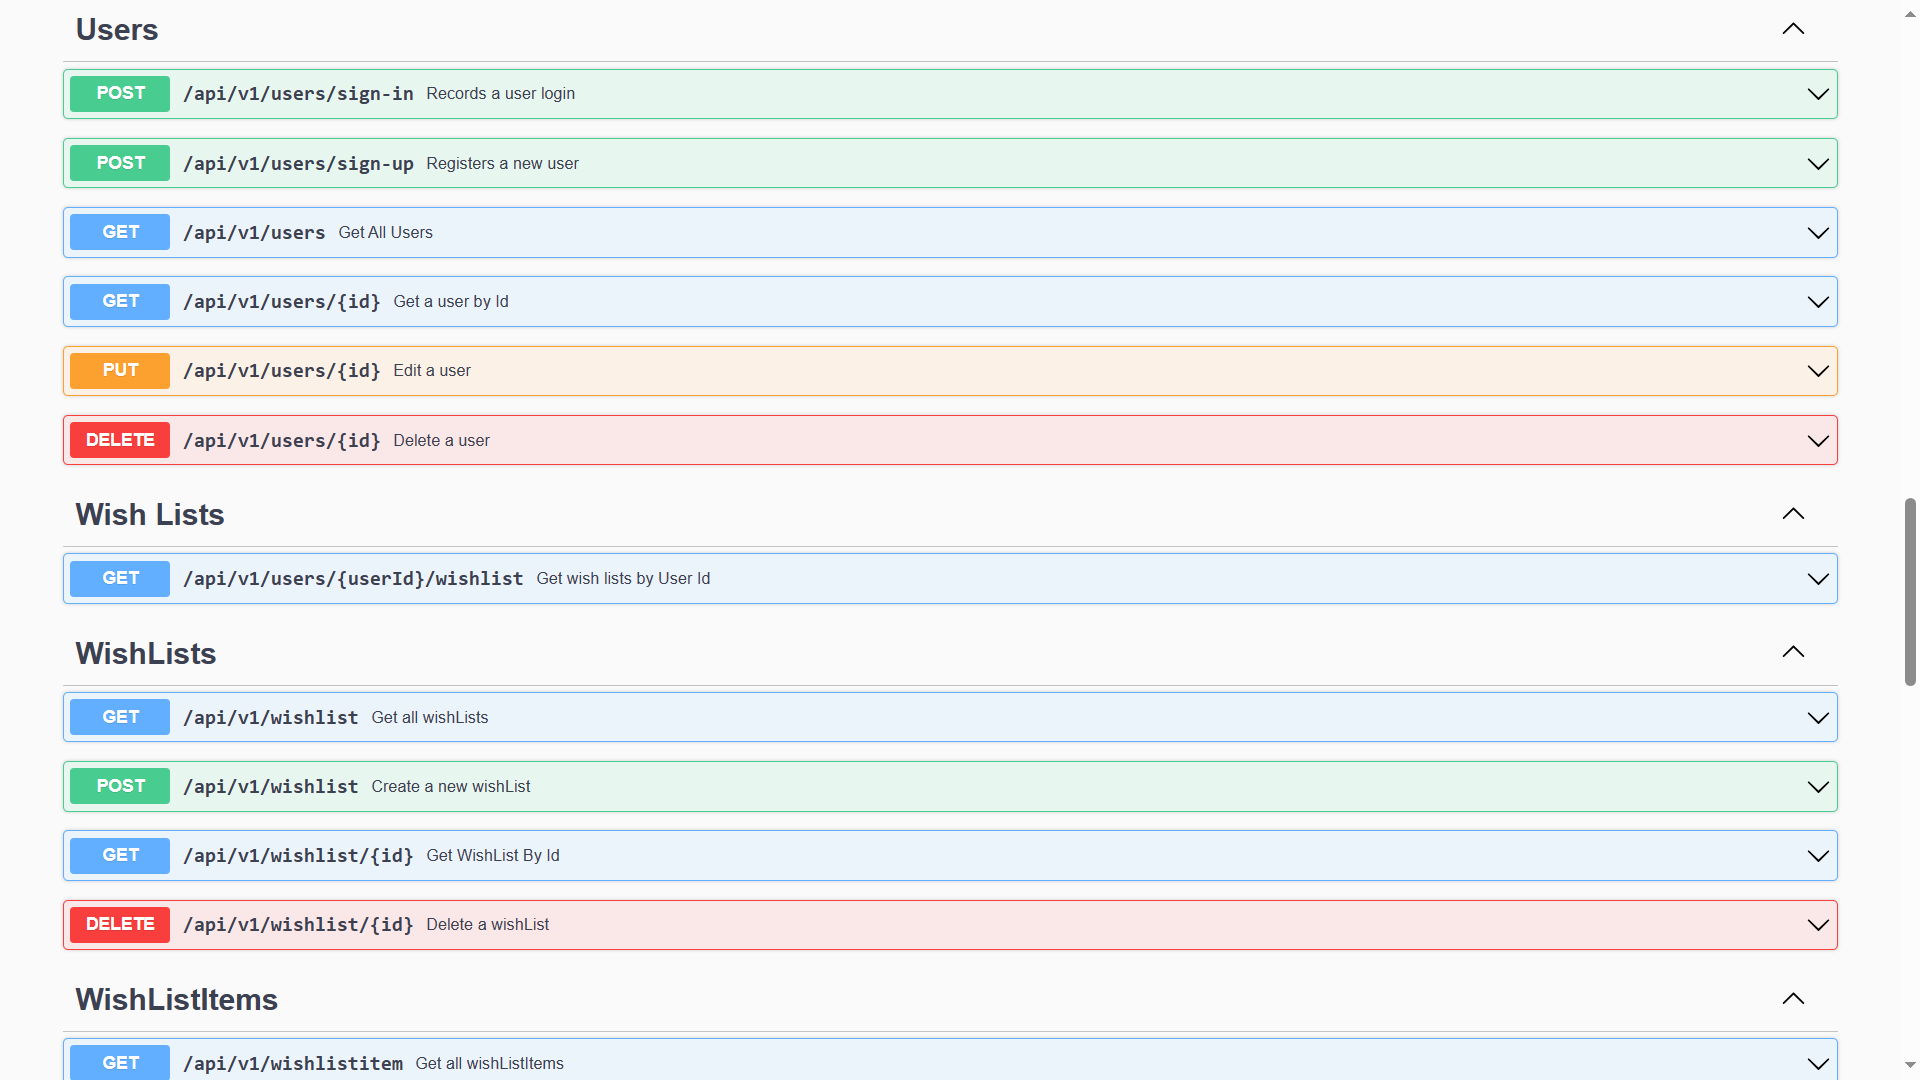 Users
POST /api/v1/users/sign-in Records a user login
POST /api/v1/users/sign-up Registers a new user
GET /api/v1/users Get All Users
GET /api/v1/users/{id} Get a user by Id
PUT /api/v1/users/{id} Edit a user
DELETE /api/v1/users/{id} Delete a user
Wish Lists
GET /api/v1/users/{userId}/wishlist Get wish lists by User Id
WishLists
GET /api/v1/wishlist Get all wishLists
POST /api/v1/wishlist Create a new wishList
GET /api/v1/wishlist/{id} Get WishList By Id
DELETE /api/v1/wishlist/{id} Delete a wishList
WishListItems
GET /api/v1/wishlistitem Get all wishListItems